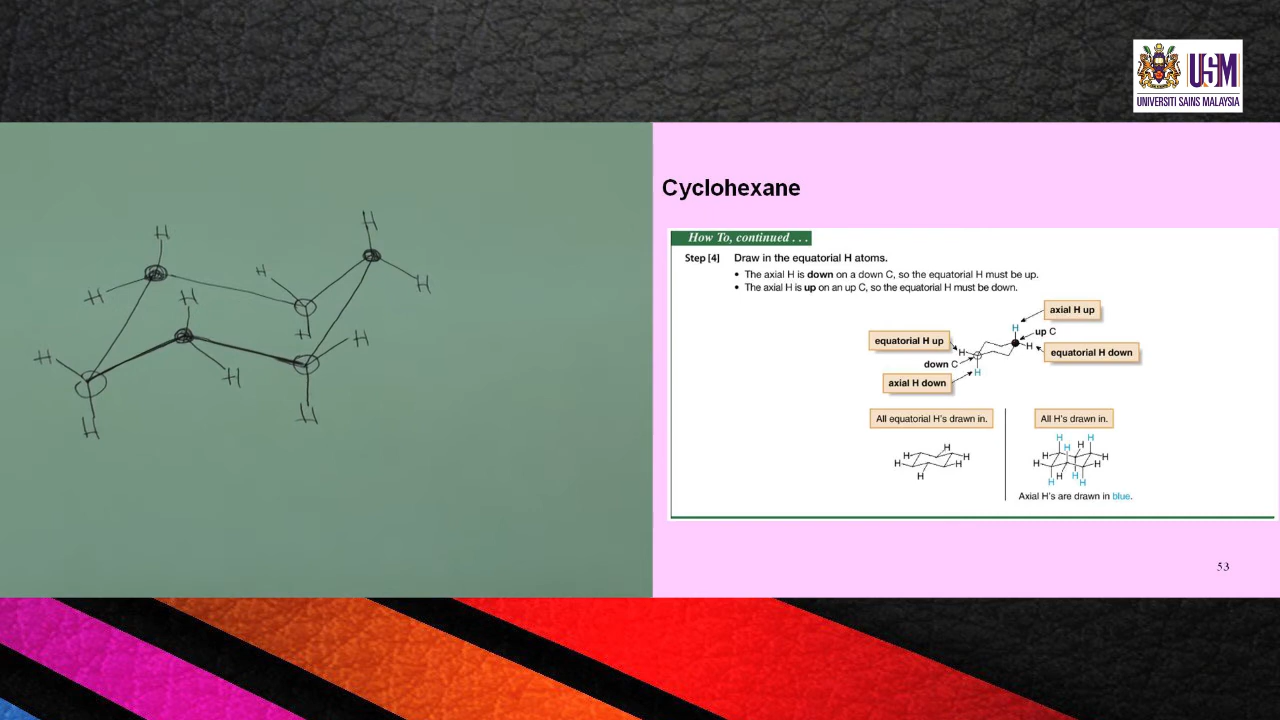 USM
UNIVERSITI SAINS MALAYSIA
H
H
H
H
H
H
H
H
H
H
H
H
Cyclohexane
How To, continued . . .
Step [4] Draw in the equatorial H atoms.
• The axial H is down on a down C, so the equatorial H must be up.
• The axial H is up on an up C, so the equatorial H must be down.
axial H up
H
up C
equatorial H up
H
H
equatorial H down
down C
H
axial H down
All equatorial H's drawn in.
H
H
H
H
H
H
All H's drawn in.
H
H
H
H
H
H
H
H
H
H
H
H
Axial H's are drawn in blue.
53